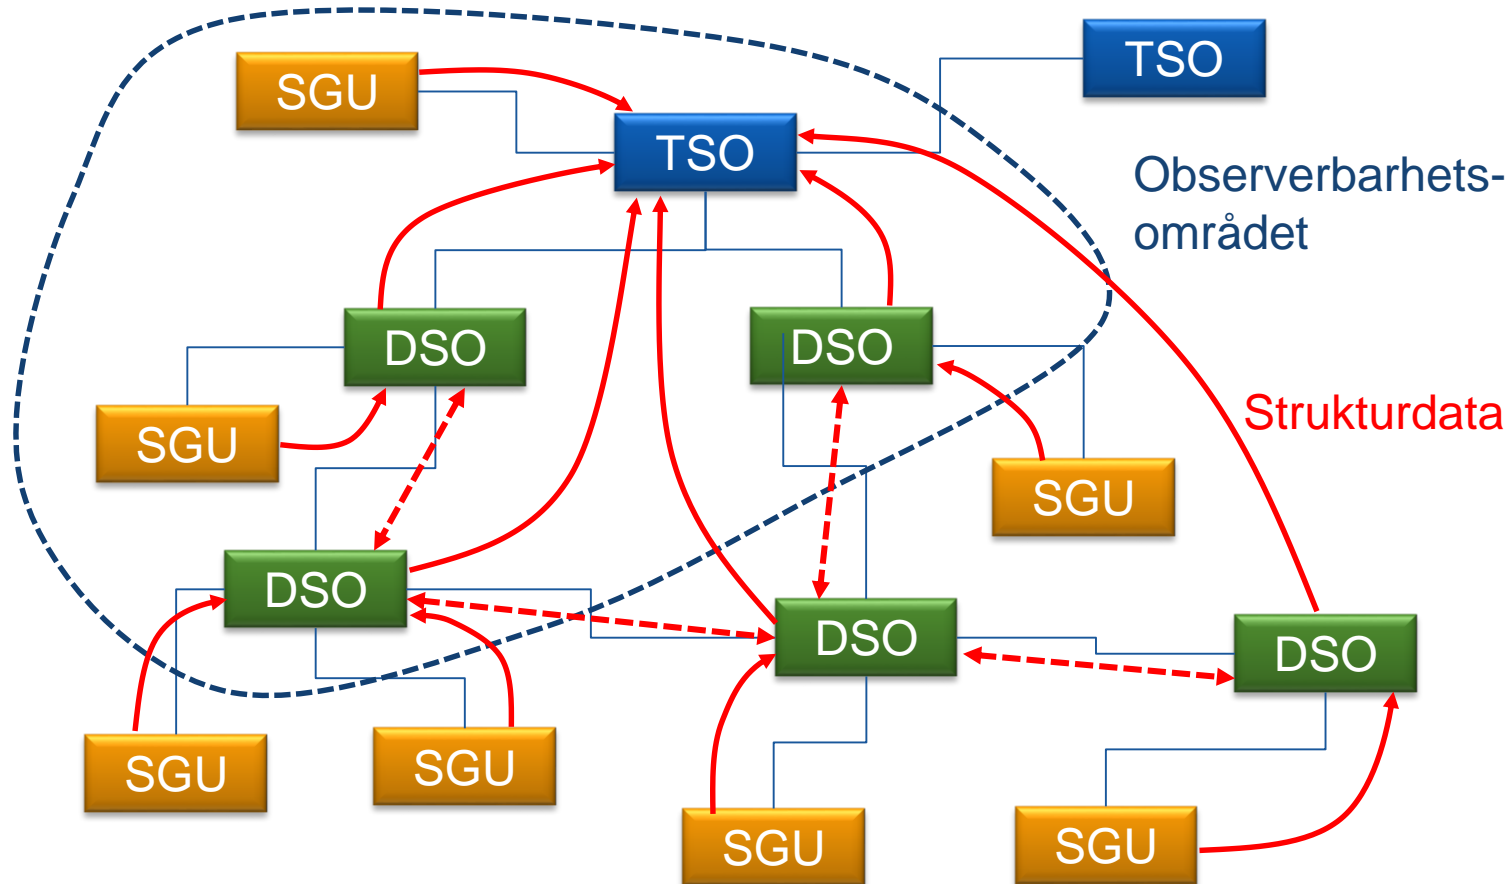 TSO
SGU
TSO
Observerbarhets-
området
DSO
DSO
Strukturdata
SGU
SGU
DSO
DSO
DSO
SGU
SGU
SGU
SGU